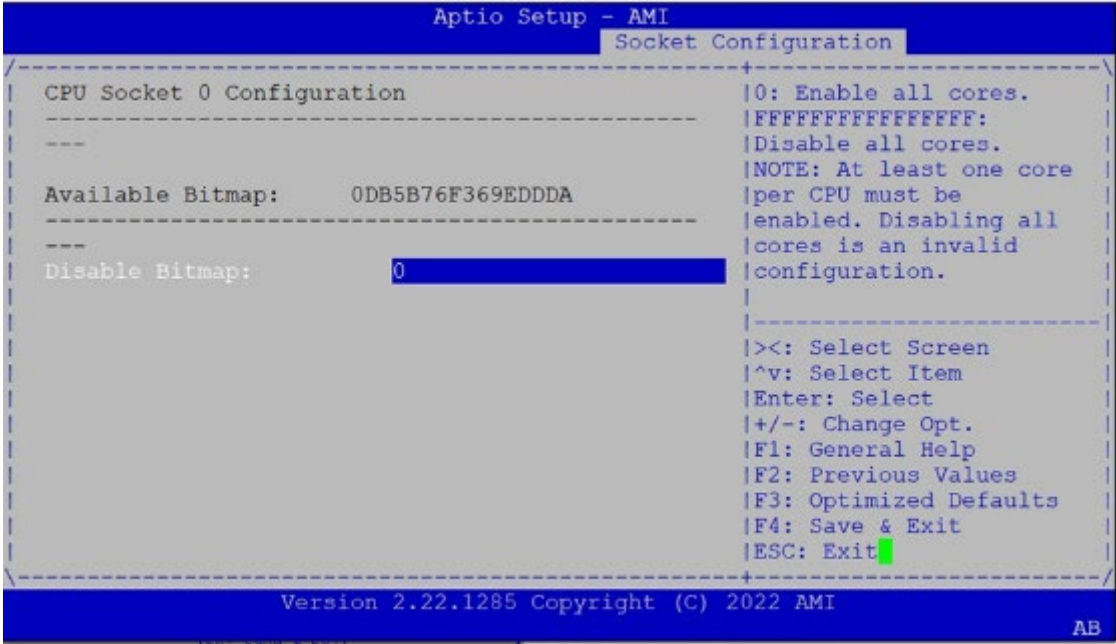 Aptio Setup - AMI
Socket Configuration
CPU Socket 0 Configuration
Available Bitmap: 0DB5B76F369EDDDA
Disable Bitmap: 0
0: Enable all cores.
FFFFFFFFFFFFFFFF:
Disable all cores.
NOTE: At least one core
per CPU must be
enabled. Disabling all
cores is an invalid
configuration.
><: Select Screen
^v: Select Item
Enter: Select
+/-: Change Opt.
F1: General Help
F2: Previous Values
F3: Optimized Defaults
F4: Save & Exit
ESC: Exit
Version 2.22.1285 Copyright (C) 2022 AMI
AB